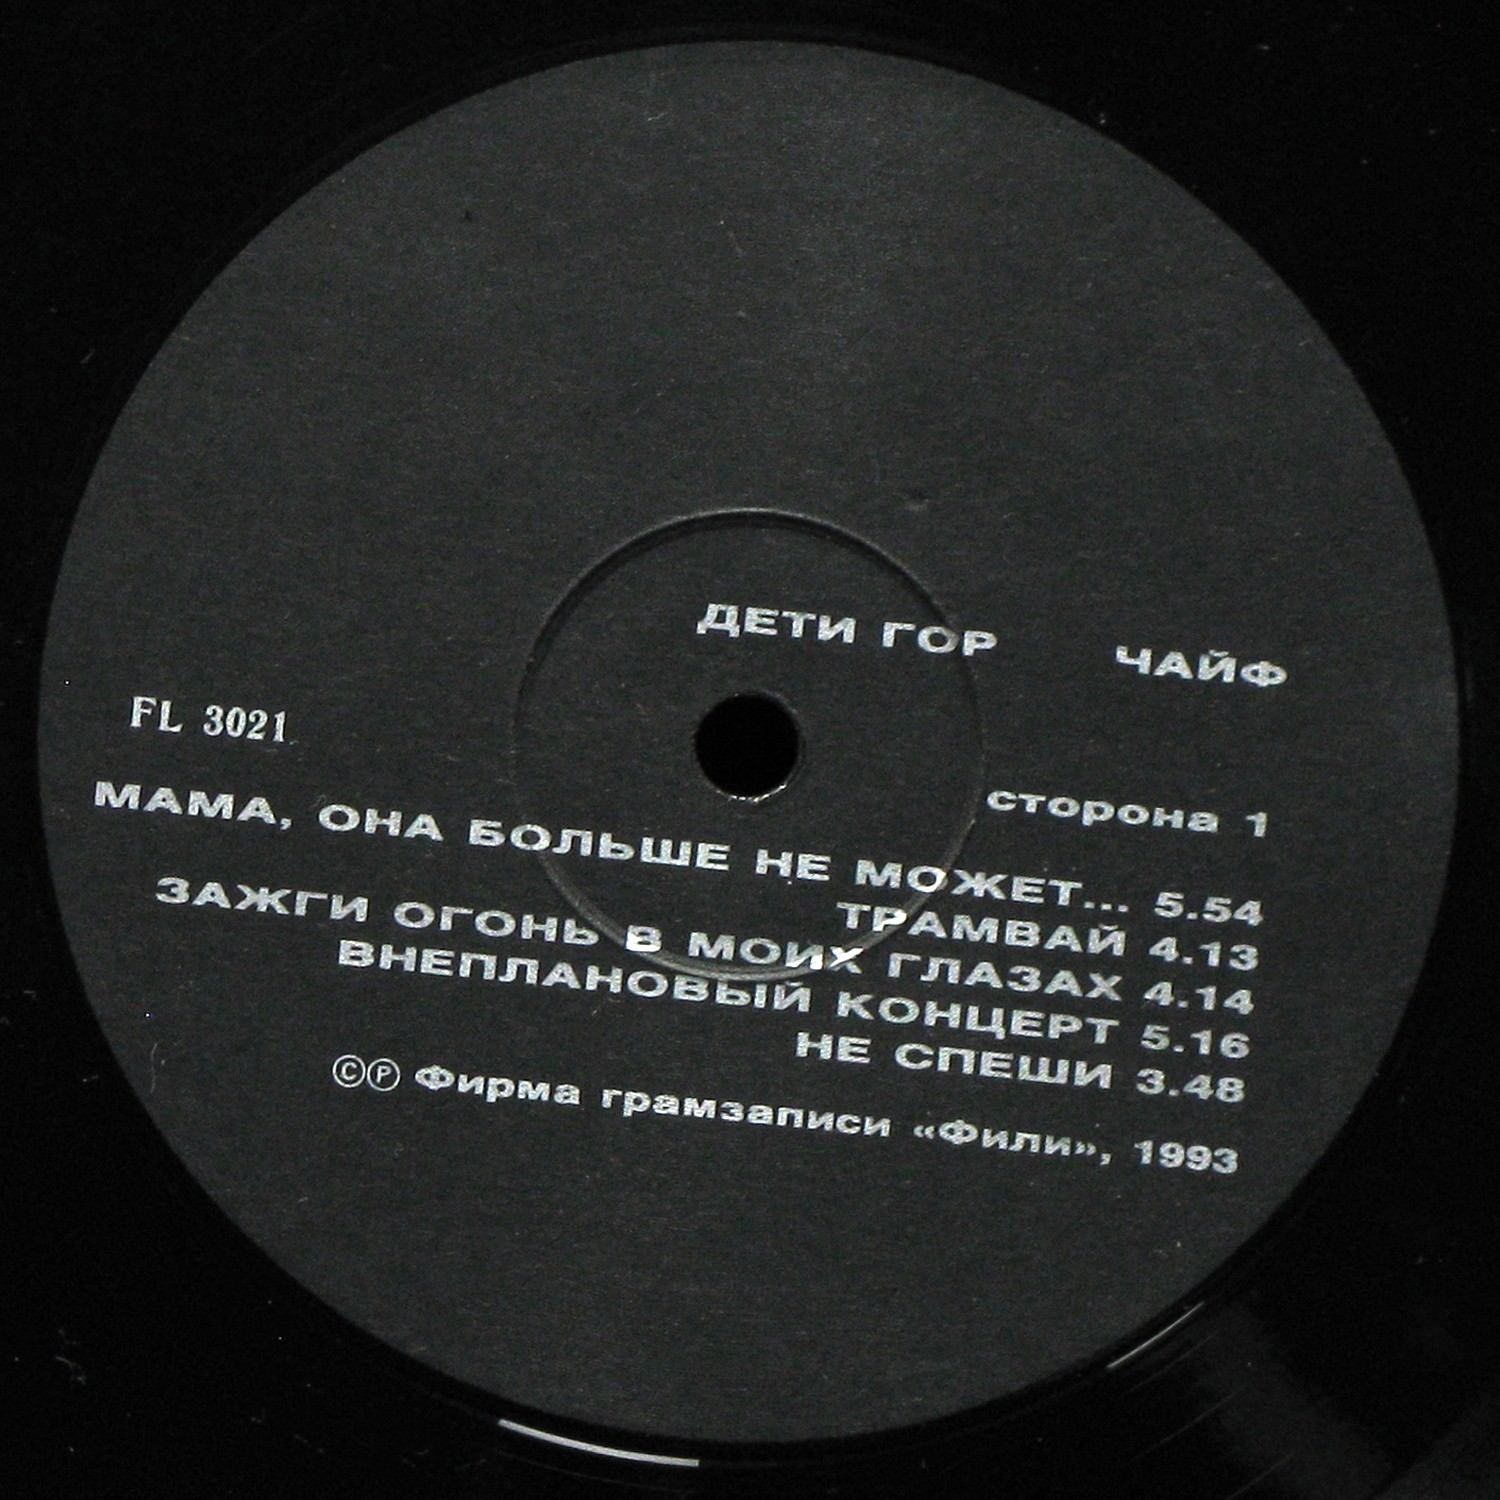 ДЕТИ ГОР ЧАЙФ
FL 3021
сторона 1
МАМА, ОНА БОЛЬШЕ НЕ МОЖЕТ... 5.54
ТРАМВАЙ 4.13
ЗАЖГИ ОГОНЬ В МОИХ ГЛАЗАХ 4.14
ВНЕПЛАНОВЫЙ КОНЦЕРТ 5.16
НЕ СПЕШИ 3.48
©℗ Фирма грамзаписи «Фили», 1993